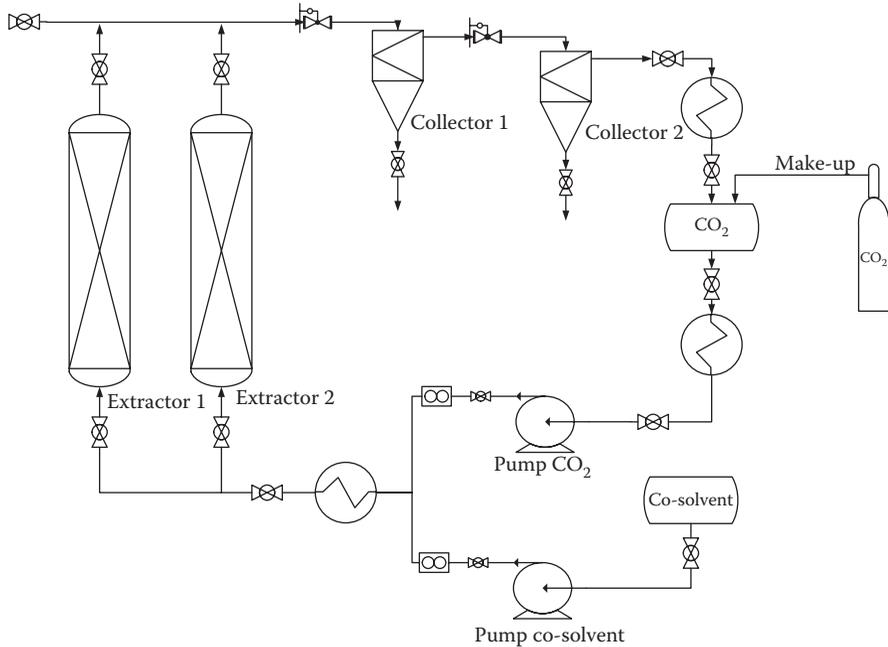 Collector 1
Collector 2
Make-up
CO₂
CO₂
Extractor 1
Extractor 2
Pump CO₂
Co-solvent
Pump co-solvent